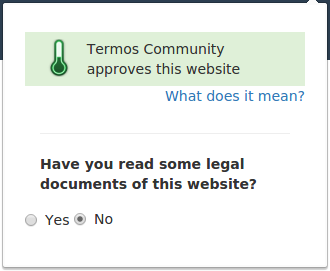 Termos Community
approves this website
What does it mean?
Have you read some legal
documents of this website?
Yes No